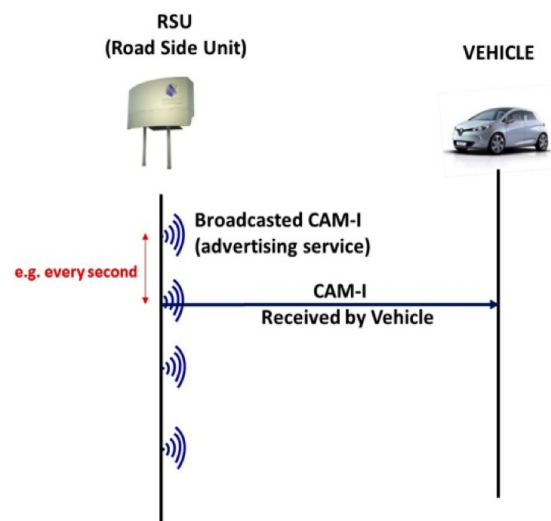 RSU
(Road Side Unit)
VEHICLE
Broadcasted CAM-I
(advertising service)
e.g. every second
CAM-I
Received by Vehicle